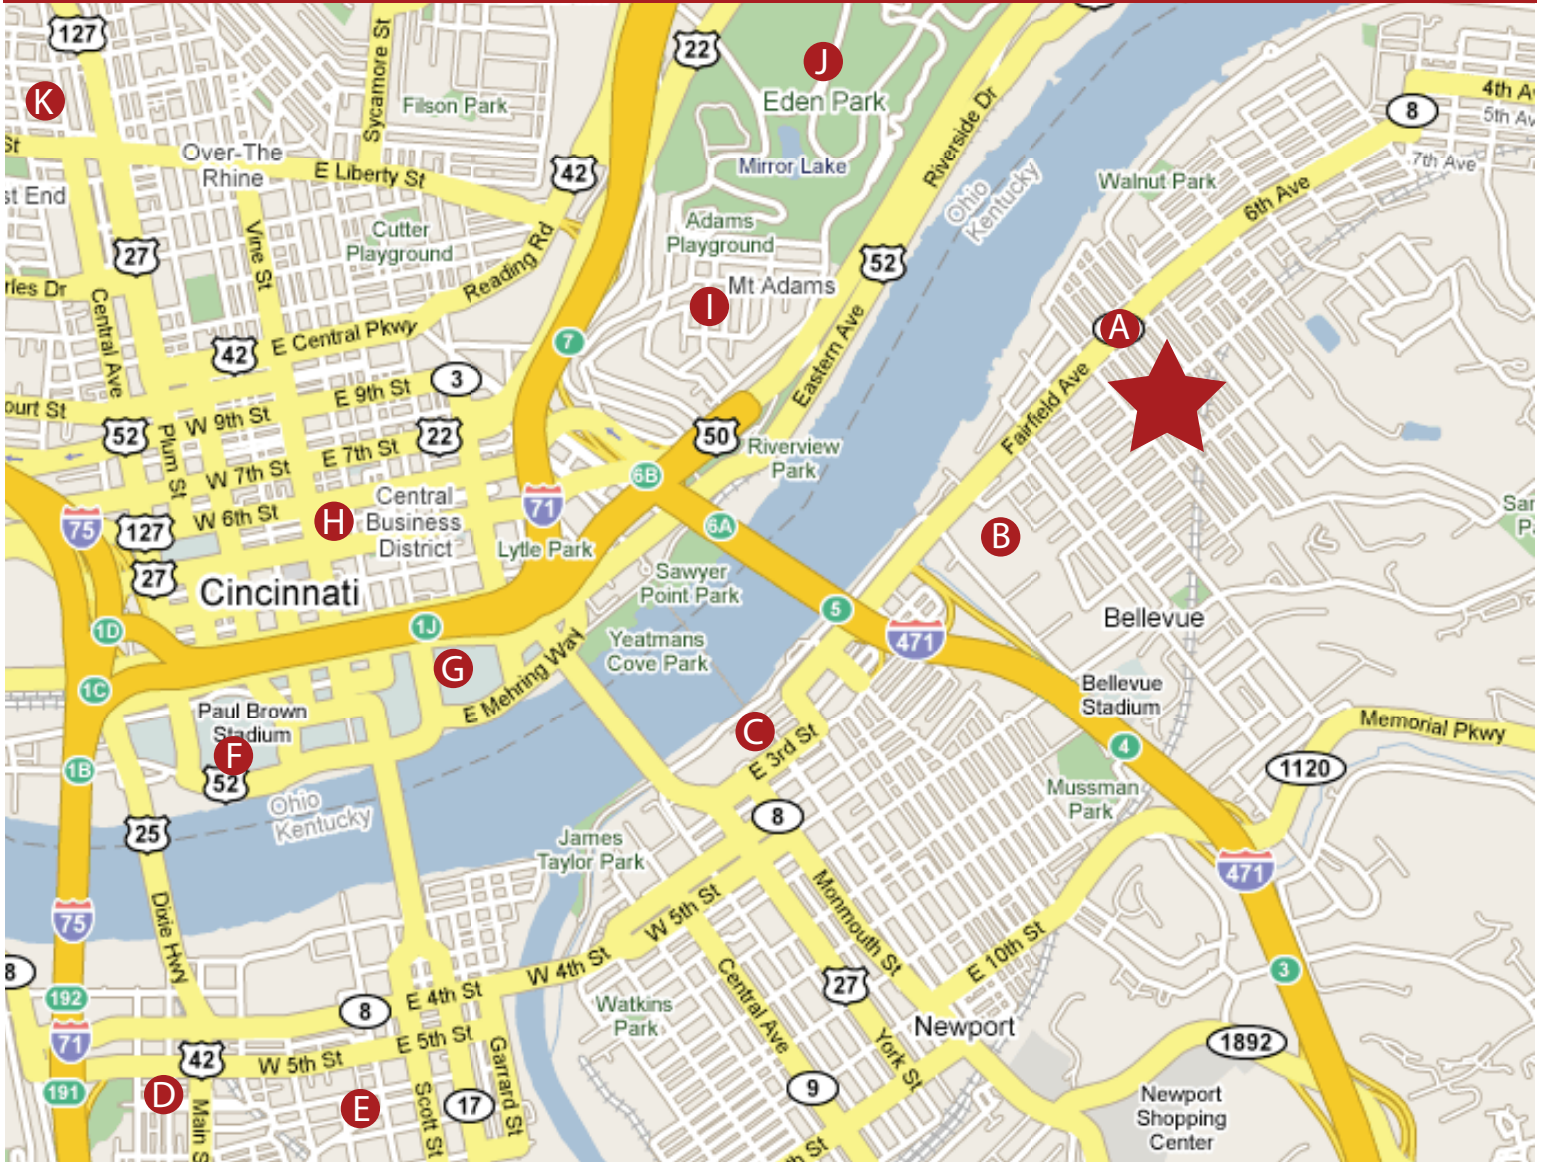 127
22
J
Eden Park
K
Sycamore St
Filson Park
Riverside Dr
4th Av
5th Av
8
7th Ave
St
Over-The
Rhine
E Liberty St
42
Mirror Lake
Ohio
Kentucky
Walnut Park
6th Ave
st End
Cutter
Playground
Adams
Playground
27
Vine St
Reading Rd
52
Mt Adams
rles Dr
Central Ave
I
E Central Pkwy
42
7
Eastern Ave
A
3
E 9th St
ourt St
W 9th St
Fairfield Ave
52
Plum St
22
50
E 7th St
Riverview
Park
W 7th St
6B
Central
Business
District
H
W 6th St
71
75
127
6A
B
Lytle Park
27
Cincinnati
Sawyer
Point Park
San
Pa
5
Bellevue
1D
1J
471
Yeatmans
Cove Park
G
E Mehring Way
1C
Bellevue
Stadium
Paul Brown
Stadium
F
52
C
E 3rd St
Memorial Pkwy
4
1120
1B
Mussman
Park
Ohio
Kentucky
8
25
James
Taylor Park
471
Dixie Hwy
W 5th St
Monmouth St
75
E 10th St
8
W 4th St
27
3
192
8
E 4th St
Central Ave
Watkins
Park
Newport
71
E 5th St
York St
1892
42
W 5th St
Garrard St
191
D
E
17
Scott St
Main S
9
Newport
Shopping
Center
th St